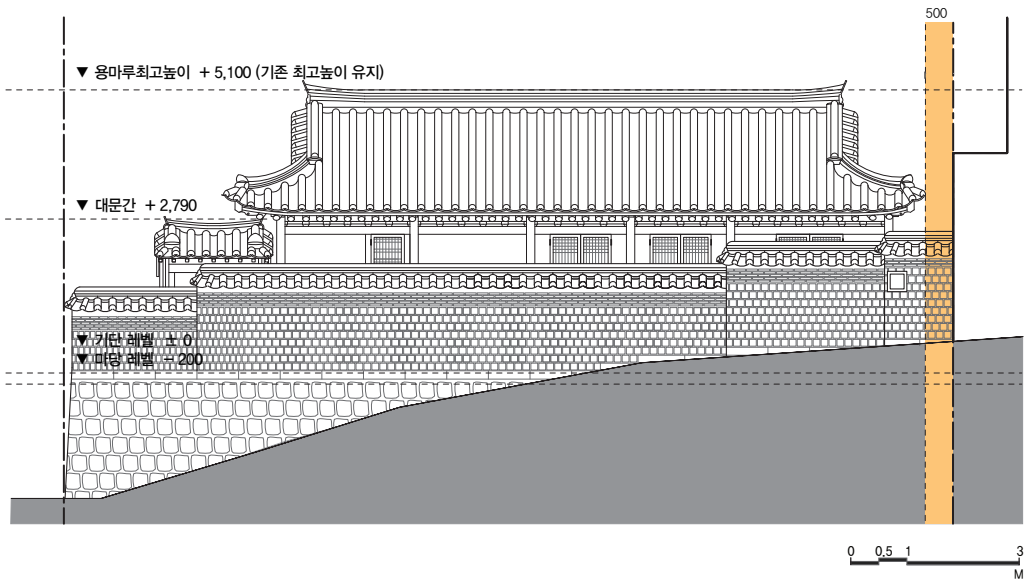 500
▼ 용마루최고높이 + 5,100 (기존 최고높이 유지)
▼ 대문간 + 2,790
▼ 기단 레벨 ± 0
▼ 마당 레벨 − 200
0 0,5 1 3
M